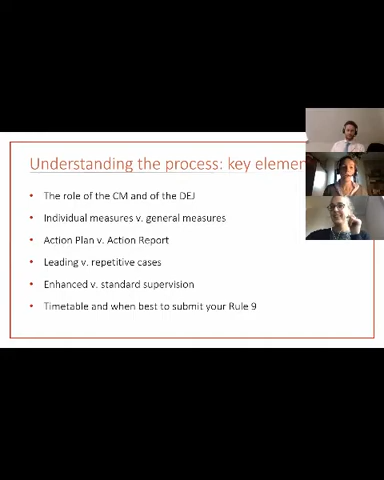 Understanding the process: key elemen
The role of the CM and of the DEJ
Individual measures v. general measures
Action Plan v. Action Report
Leading v. repetitive cases
Enhanced v. standard supervision
Timetable and when best to submit your Rule 9